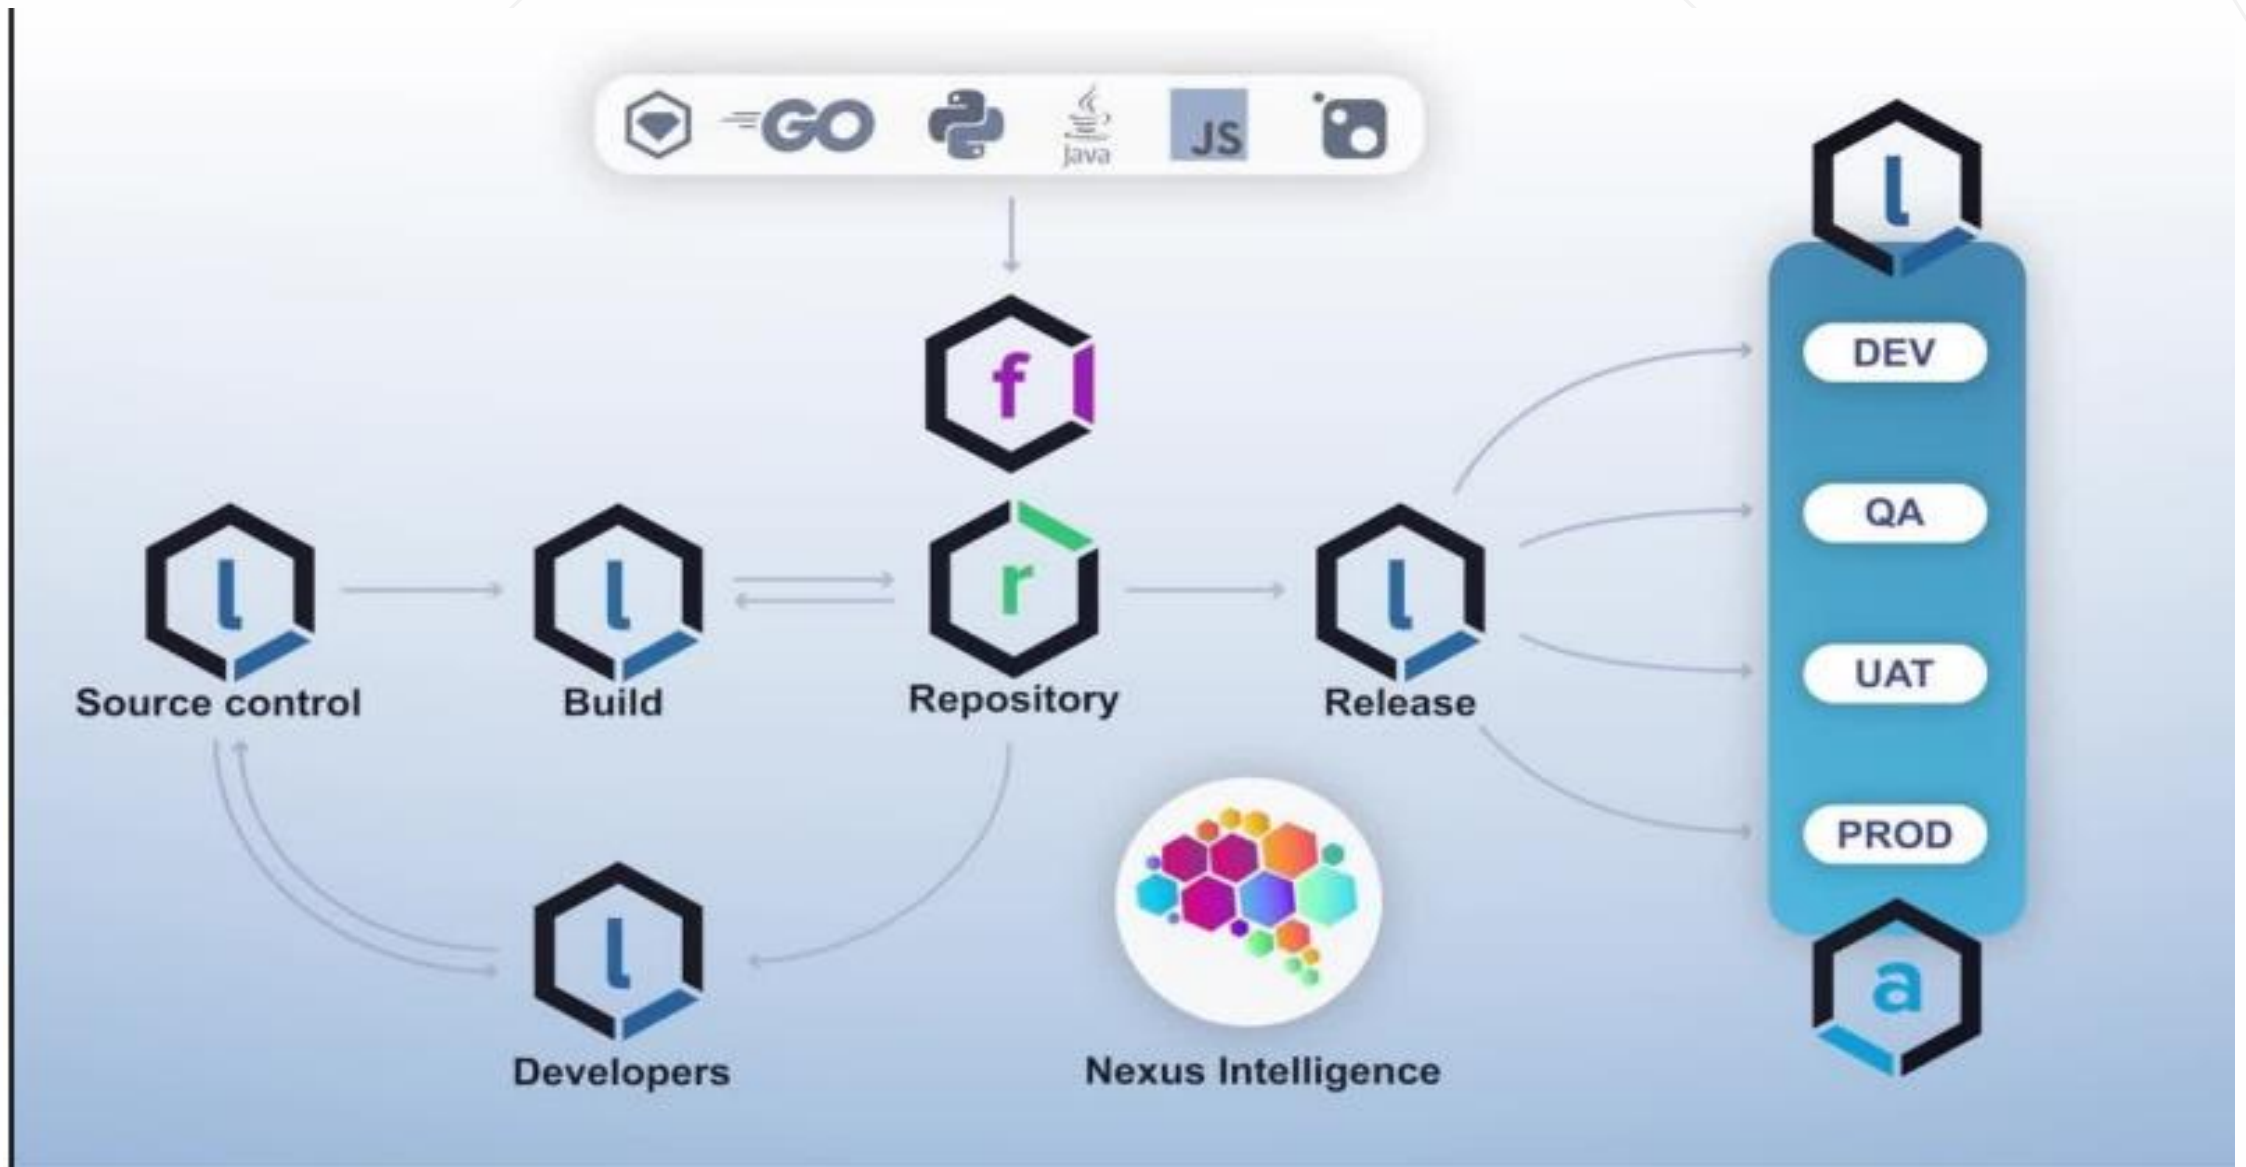 GO
Java
JS
l
DEV
f
QA
l
l
r
l
Source control
Build
Repository
Release
UAT
PROD
l
a
Developers
Nexus Intelligence